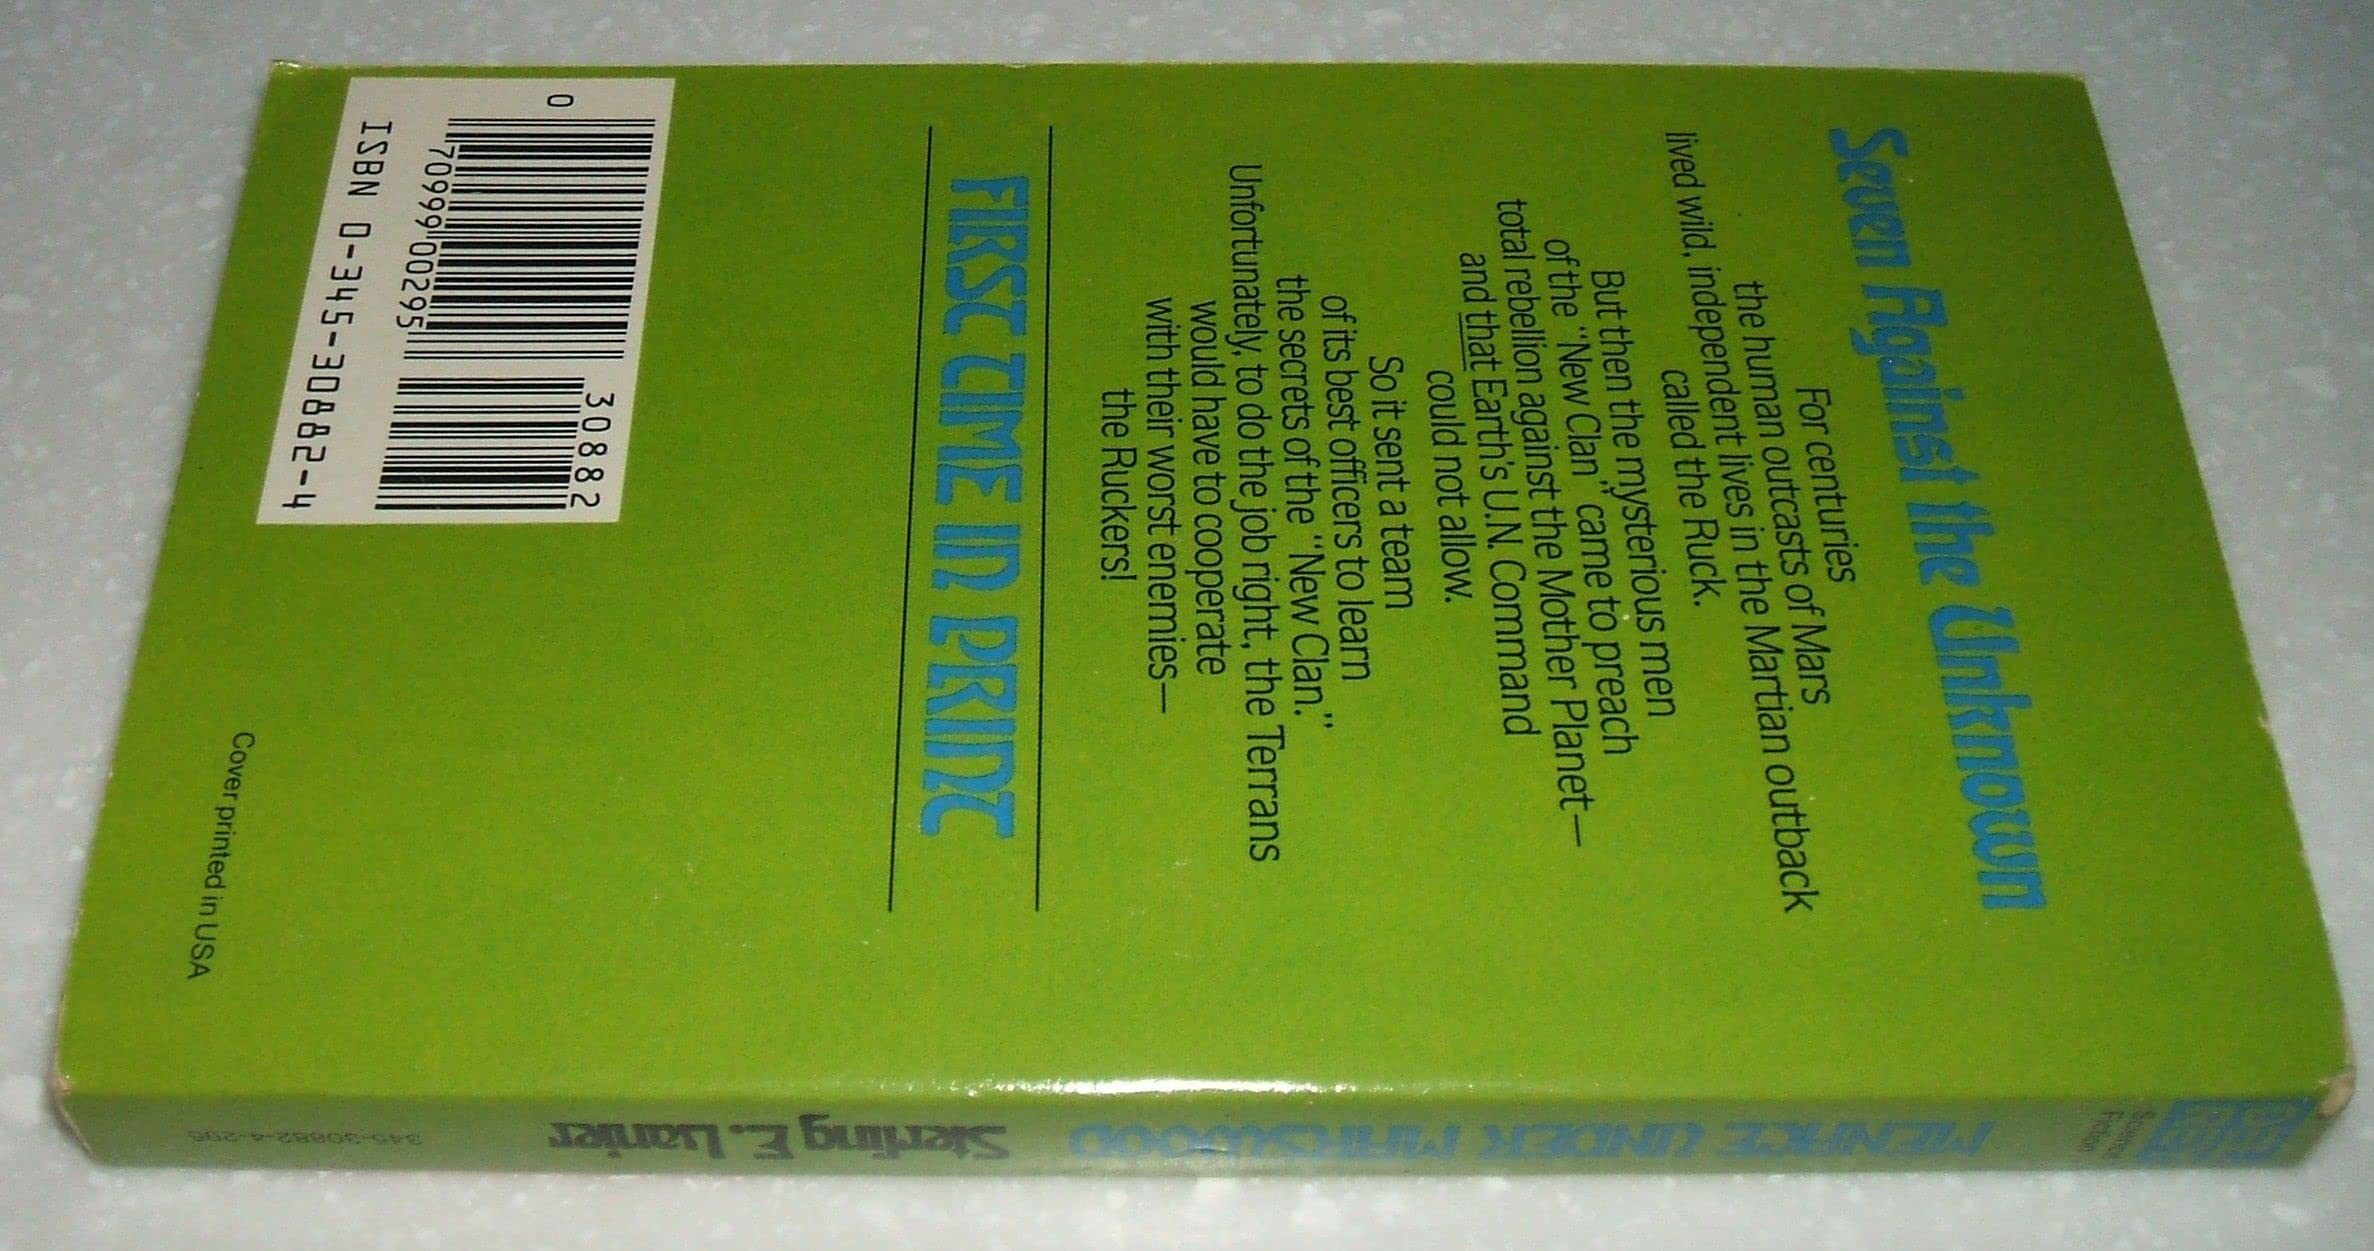 Seven Against the Unknown
For centuries
the human outcasts of Mars
lived wild, independent lives in the Martian outback
called the Ruck.
But then the mysterious men
of the "New Clan" came to preach
total rebellion against the Mother Planet—
and that Earth's U.N. Command
could not allow.
So it sent a team
of its best officers to learn
the secrets of the "New Clan."
Unfortunately, to do the job right, the Terrans
would have to cooperate
with their worst enemies—
the Ruckers!
FIRST TIME IN PRINT
30882
0 70999 00295
ISBN 0-345-30882-4
Cover printed in USA
Science
Fiction
MENACE UNDER MARSWOOD
Sterling E. Lanier
345-30882-4-295